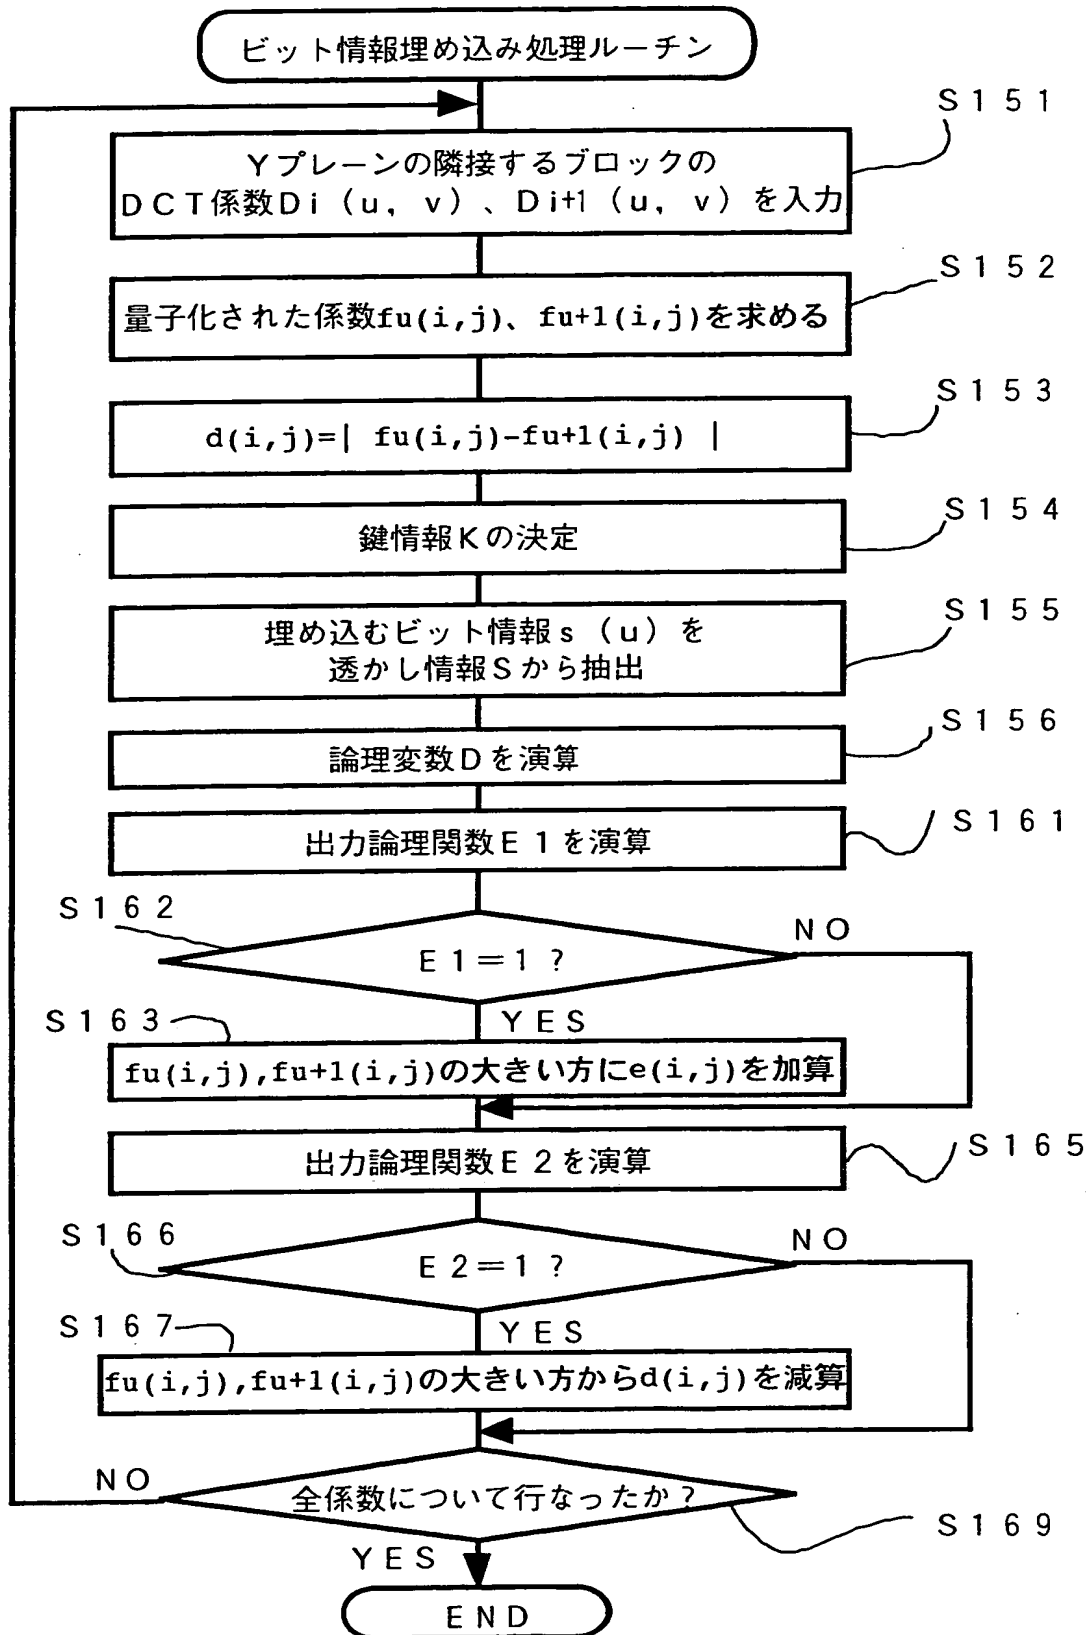 ビット情報埋め込み処理ルーチン
S151
Yプレーンの隣接するブロックの
DCT係数Di（u，v）、Di+1（u，v）を入力
S152
量子化された係数fu(i,j)、fu+1(i,j)を求める
S153
d(i,j)=| fu(i,j)-fu+1(i,j) |
S154
鍵情報Kの決定
S155
埋め込むビット情報s（u）を
透かし情報Sから抽出
S156
論理変数Dを演算
S161
出力論理関数E1を演算
S162
E1＝1？
NO
YES
S163
fu(i,j),fu+1(i,j)の大きい方にe(i,j)を加算
S165
出力論理関数E2を演算
S166
E2＝1？
NO
YES
S167
fu(i,j),fu+1(i,j)の大きい方からd(i,j)を減算
NO
全係数について行なったか？
S169
YES
END